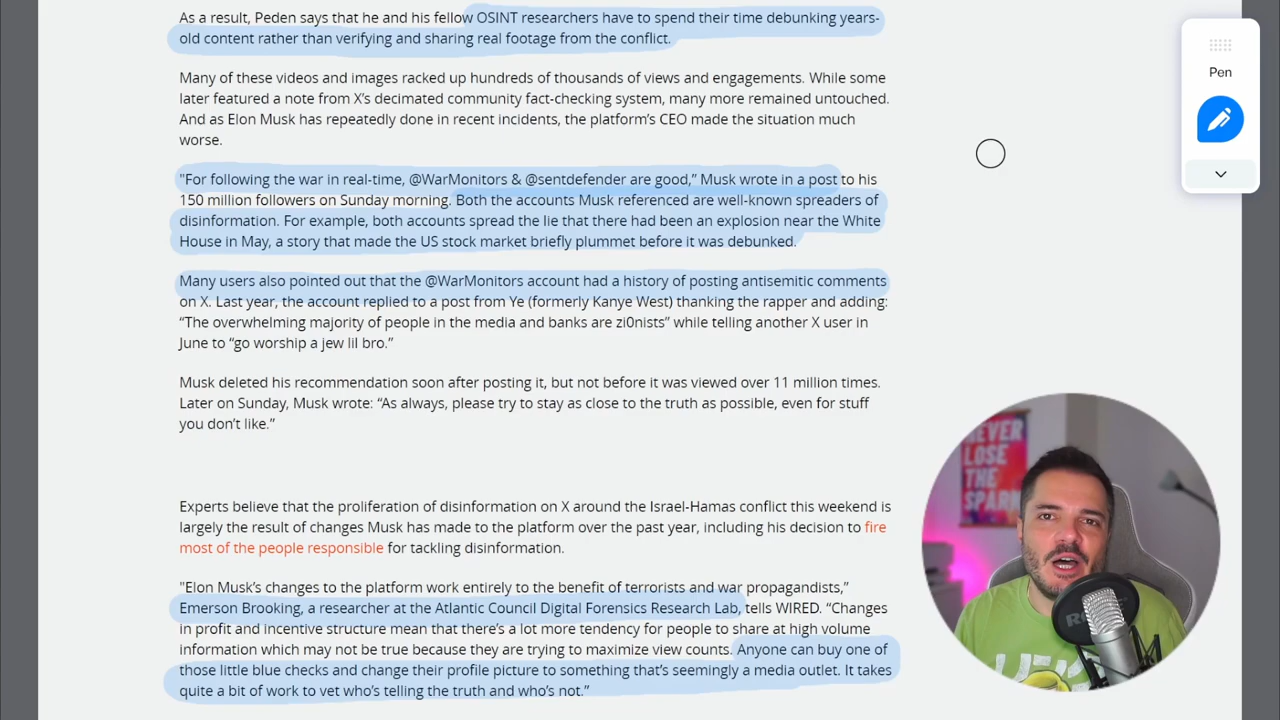 As a result, Peden says that he and his fellow OSINT researchers have to spend their time debunking years-
old content rather than verifying and sharing real footage from the conflict.
Many of these videos and images racked up hundreds of thousands of views and engagements. While some
later featured a note from X's decimated community fact-checking system, many more remained untouched.
And as Elon Musk has repeatedly done in recent incidents, the platform's CEO made the situation much
worse.
"For following the war in real-time, @WarMonitors & @sentdefender are good,” Musk wrote in a post to his
150 million followers on Sunday morning. Both the accounts Musk referenced are well-known spreaders of
disinformation. For example, both accounts spread the lie that there had been an explosion near the White
House in May, a story that made the US stock market briefly plummet before it was debunked.
Many users also pointed out that the @WarMonitors account had a history of posting antisemitic comments
on X. Last year, the account replied to a post from Ye (formerly Kanye West) thanking the rapper and adding:
“The overwhelming majority of people in the media and banks are zi0nists” while telling another X user in
June to “go worship a jew lil bro.”
Musk deleted his recommendation soon after posting it, but not before it was viewed over 11 million times.
Later on Sunday, Musk wrote: “As always, please try to stay as close to the truth as possible, even for stuff
you don’t like.”
Experts believe that the proliferation of disinformation on X around the Israel-Hamas conflict this weekend is
largely the result of changes Musk has made to the platform over the past year, including his decision to fire
most of the people responsible for tackling disinformation.
"Elon Musk’s changes to the platform work entirely to the benefit of terrorists and war propagandists,”
Emerson Brooking, a researcher at the Atlantic Council Digital Forensics Research Lab, tells WIRED. “Changes
in profit and incentive structure mean that there’s a lot more tendency for people to share at high volume
information which may not be true because they are trying to maximize view counts. Anyone can buy one of
those little blue checks and change their profile picture to something that’s seemingly a media outlet. It takes
quite a bit of work to vet who’s telling the truth and who’s not.”
Pen
NEVER
LOSE
THE